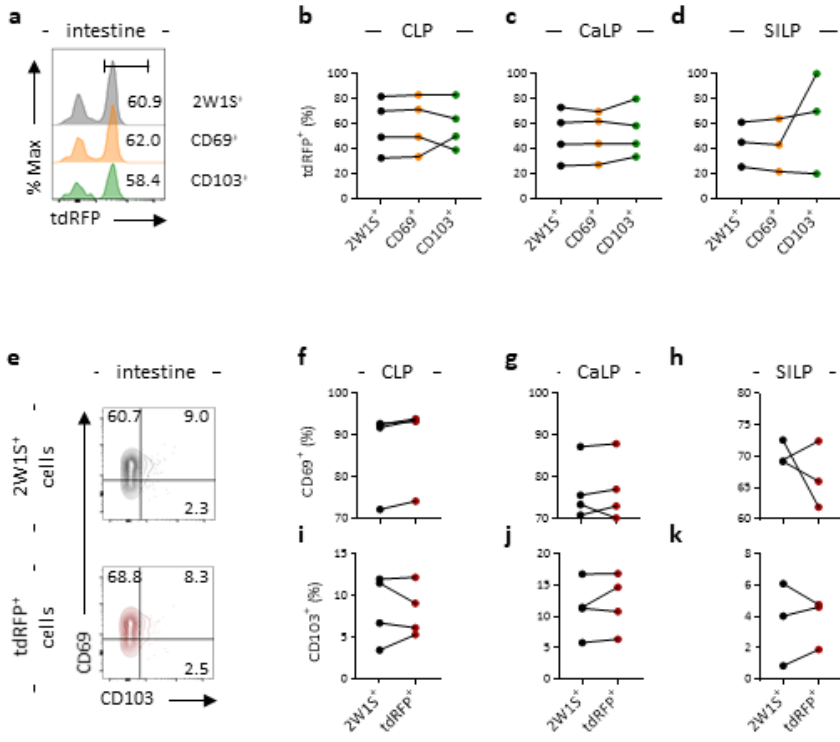 a
- intestine -
% Max
60.9 2W1S⁺
62.0 CD69⁺
58.4 CD103⁺
tdRFP
b
— CLP —
tdRFP⁺ (%)
100
80
60
40
20
0
2W1S⁺
CD69⁺
CD103⁺
c
— CaLP —
100
80
60
40
20
0
2W1S⁺
CD69⁺
CD103⁺
d
— SILP —
100
80
60
40
20
0
2W1S⁺
CD69⁺
CD103⁺
e
- intestine -
2W1S⁺
cells
60.7 9.0
2.3
tdRFP⁺
cells
68.8 8.3
2.5
CD69
CD103
f
- CLP -
CD69⁺ (%)
100
90
80
70
g
- CaLP -
100
90
80
70
h
- SILP -
80
75
70
65
60
i
CD103⁺ (%)
15
10
5
0
2W1S⁺
tdRFP⁺
j
20
15
10
5
0
2W1S⁺
tdRFP⁺
k
8
6
4
2
0
2W1S⁺
tdRFP⁺